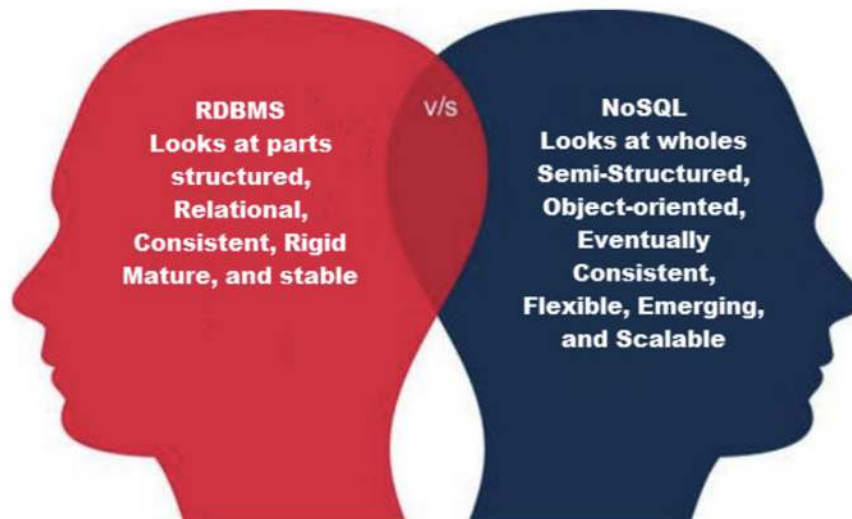 RDBMS
Looks at parts
structured,
Relational,
Consistent, Rigid
Mature, and stable
v/s
NoSQL
Looks at wholes
Semi-Structured,
Object-oriented,
Eventually
Consistent,
Flexible, Emerging,
and Scalable